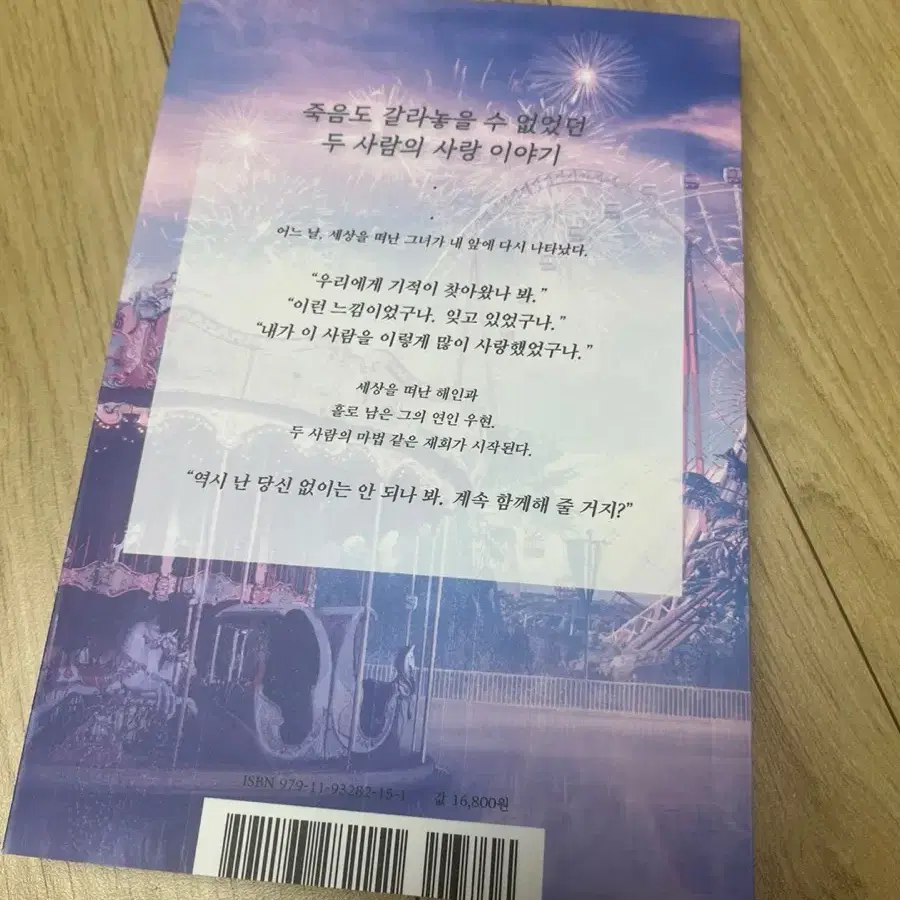 죽음도 갈라놓을 수 없었던
두 사람의 사랑 이야기
어느 날, 세상을 떠난 그녀가 내 앞에 다시 나타났다.
“우리에게 기적이 찾아왔나 봐.”
“이런 느낌이었구나. 잊고 있었구나.”
“내가 이 사람을 이렇게 많이 사랑했었구나.”
세상을 떠난 해인과
홀로 남은 그의 연인 우현.
두 사람의 마법 같은 재회가 시작된다.
“역시 난 당신 없이는 안 되나 봐. 계속 함께해 줄 거지?”
ISBN 979-11-93282-15-1 값 16,800원